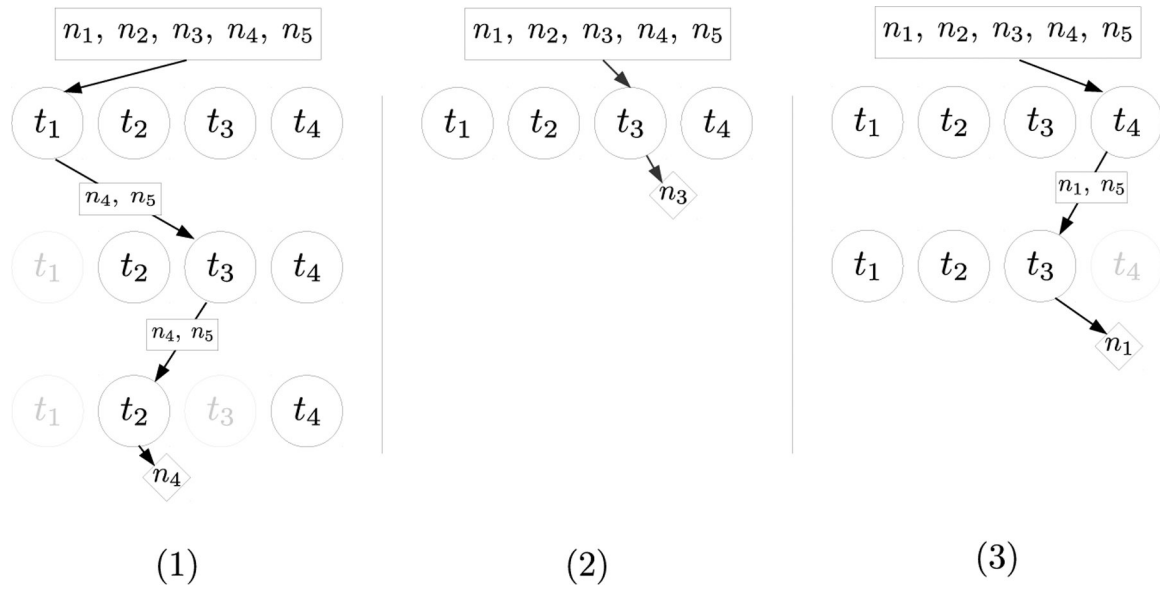 n₁, n₂, n₃, n₄, n₅
t₁ t₂ t₃ t₄
n₄, n₅
t₁ t₂ t₃ t₄
n₄, n₅
t₁ t₂ t₃ t₄
n₄
(1)
n₁, n₂, n₃, n₄, n₅
t₁ t₂ t₃ t₄
n₃
(2)
n₁, n₂, n₃, n₄, n₅
t₁ t₂ t₃ t₄
n₁, n₅
t₁ t₂ t₃ t₄
n₁
(3)